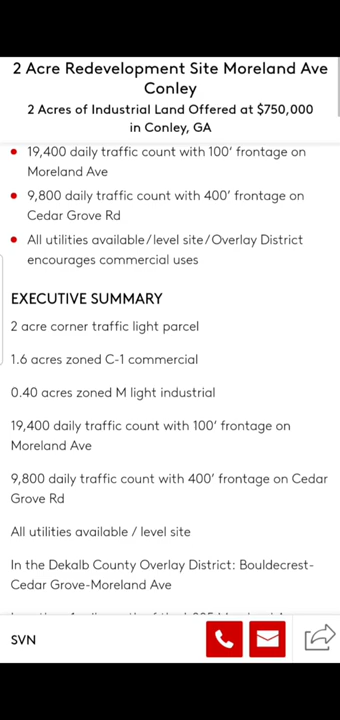 2 Acre Redevelopment Site Moreland Ave
Conley
2 Acres of Industrial Land Offered at $750,000
in Conley, GA
19,400 daily traffic count with 100' frontage on
Moreland Ave
9,800 daily traffic count with 400' frontage on
Cedar Grove Rd
All utilities available/level site/Overlay District
encourages commercial uses
EXECUTIVE SUMMARY
2 acre corner traffic light parcel
1.6 acres zoned C-1 commercial
0.40 acres zoned M light industrial
19,400 daily traffic count with 100' frontage on
Moreland Ave
9,800 daily traffic count with 400' frontage on Cedar
Grove Rd
All utilities available / level site
In the Dekalb County Overlay District: Bouldecrest-
Cedar Grove-Moreland Ave
SVN